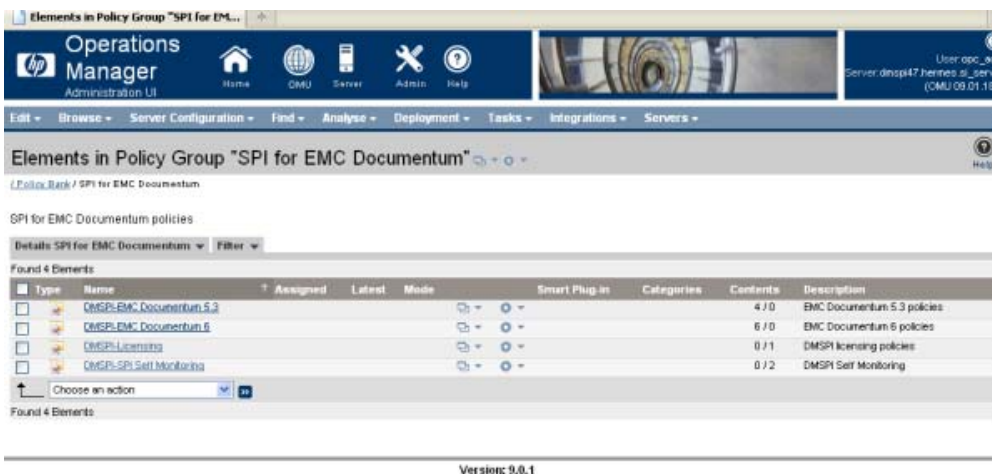 Elements in Policy Group "SPI for EM...
hp
Operations
Manager
Administration UI
Home
OMU
Server
Admin
Help
User:opc_a
Server:dmspi47.hermes.si_serv
(OMU 09.01.18
Edit Browse Server Configuration Find Analyse Deployment Tasks Integrations Servers
Elements in Policy Group "SPI for EMC Documentum"
Help
/ Policy Bank / SPI for EMC Documentum
SPI for EMC Documentum policies
Details SPI for EMC Documentum Filter
Found 4 Elements
Type Name Assigned Latest Mode Smart Plug-in Categories Contents Description
DMSPI-EMC Documentum 5.3 4 / 0 EMC Documentum 5.3 policies
DMSPI-EMC Documentum 6 6 / 0 EMC Documentum 6 policies
DMSPI-Licensing 0 / 1 DMSPI licensing policies
DMSPI-SPI Self Monitoring 0 / 2 DMSPI Self Monitoring
Choose an action
Found 4 Elements
Version: 9.0.1